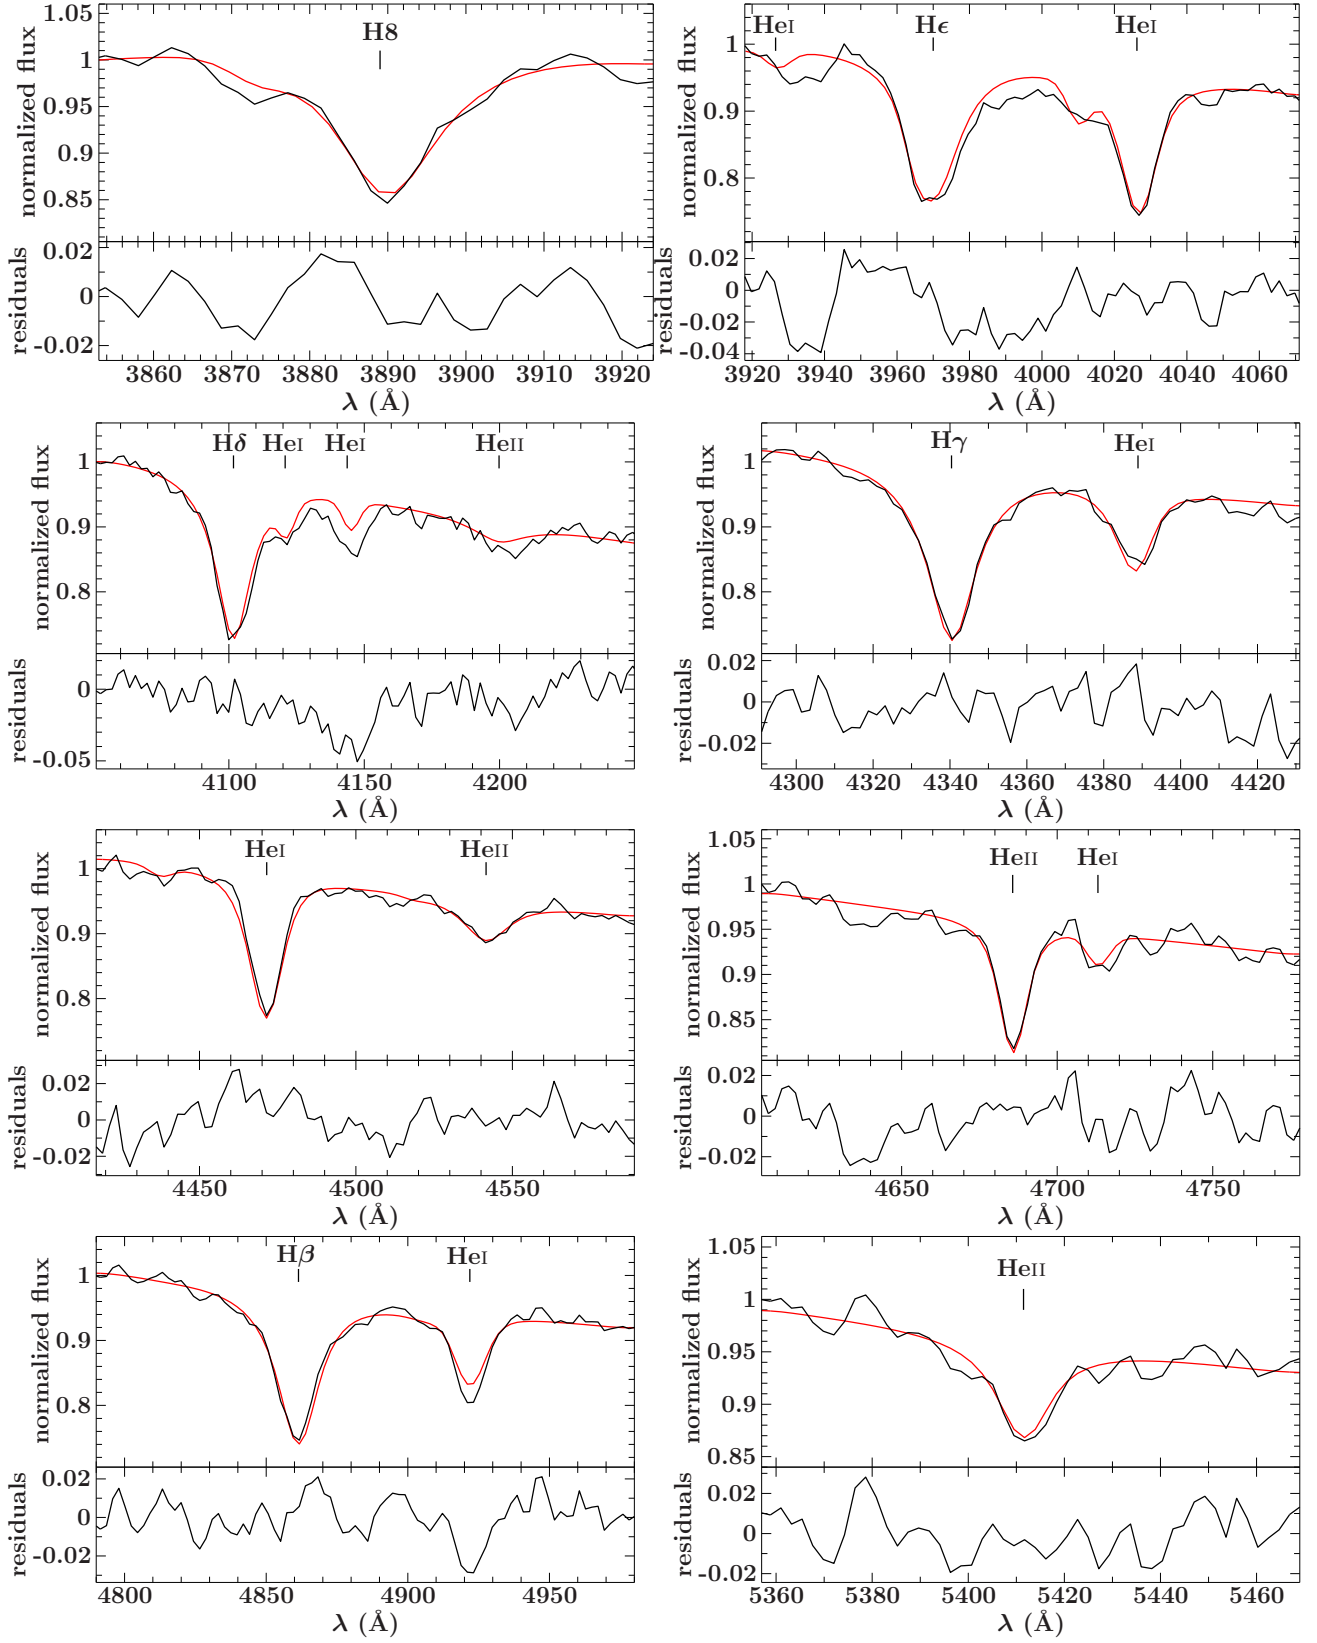 H8
1.05
1
0.95
0.9
0.85
normalized flux
0.02
0
-0.02
residuals
3860 3870 3880 3890 3900 3910 3920
λ (Å)
HeI Hϵ HeI
1
0.9
0.8
normalized flux
0.02
0
-0.02
-0.04
residuals
3920 3940 3960 3980 4000 4020 4040 4060
λ (Å)
Hδ HeI HeI HeII
1
0.9
0.8
normalized flux
0
-0.05
residuals
4100 4150 4200
λ (Å)
Hγ HeI
1
0.9
0.8
normalized flux
0.02
0
-0.02
residuals
4300 4320 4340 4360 4380 4400 4420
λ (Å)
HeI HeII
1
0.9
0.8
normalized flux
0.02
0
-0.02
residuals
4450 4500 4550
λ (Å)
HeII HeI
1.05
1
0.95
0.9
0.85
normalized flux
0.02
0
-0.02
residuals
4650 4700 4750
λ (Å)
Hβ HeI
1
0.9
0.8
normalized flux
0.02
0
-0.02
residuals
4800 4850 4900 4950
λ (Å)
HeII
1.05
1
0.95
0.9
0.85
normalized flux
0.02
0
-0.02
residuals
5360 5380 5400 5420 5440 5460
λ (Å)